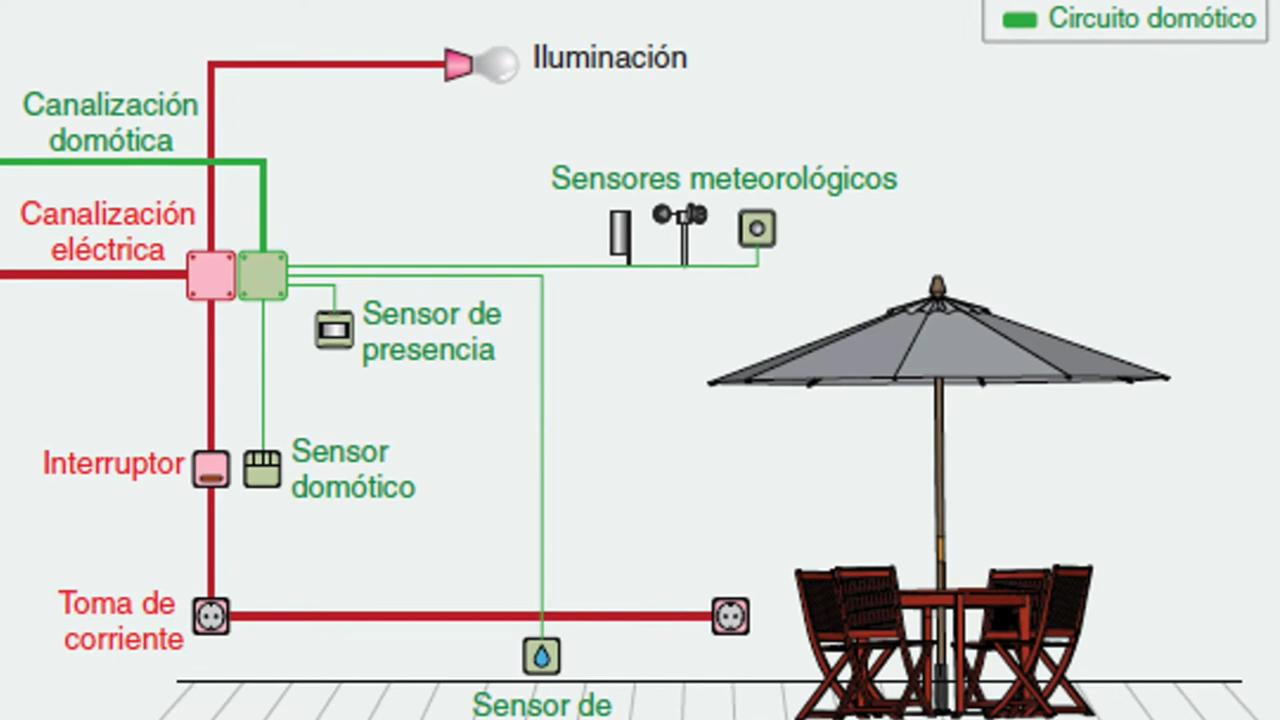 Circuito domótico
Iluminación
Canalización
domótica
Sensores meteorológicos
Canalización
eléctrica
Sensor de
presencia
Interruptor
Sensor
domótico
Toma de
corriente
Sensor de